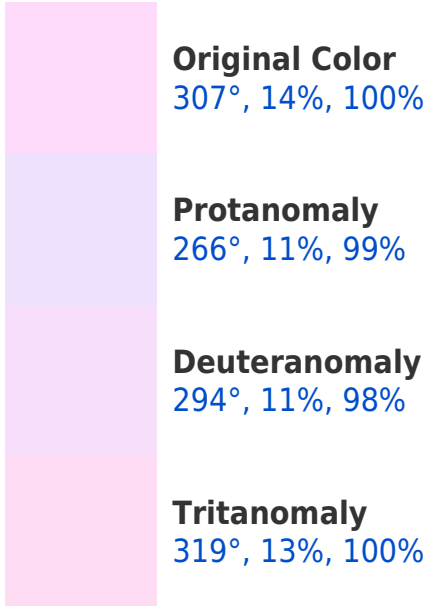 Original Color
307°, 14%, 100%
Protanomaly
266°, 11%, 99%
Deuteranomaly
294°, 11%, 98%
Tritanomaly
319°, 13%, 100%